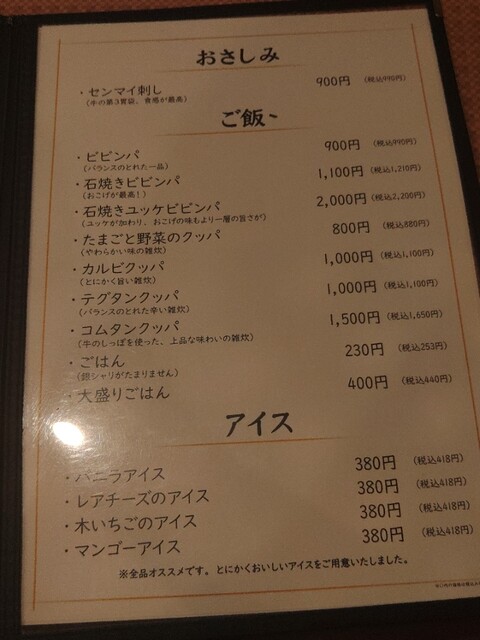 おさしみ
・センマイ刺し 900円 (税込990円)
(牛の第3胃袋、食感が最高)
ご飯~
・ビビンパ 900円 (税込990円)
(バランスのとれた一品)
・石焼きビビンパ 1,100円 (税込1,210円)
(おこげが最高!)
・石焼きユッケビビンパ 2,000円 (税込2,200円)
(ユッケが加わり、おこげの味もより一層の旨さが)
・たまごと野菜のクッパ 800円 (税込880円)
(やわらかい味の雑炊)
・カルビクッパ 1,000円 (税込1,100円)
(とにかく旨い雑炊)
・テグタンクッパ 1,000円 (税込1,100円)
(バランスのとれた辛い雑炊)
・コムタンクッパ 1,500円 (税込1,650円)
(牛のしっぽを使った、上品な味わいの雑炊)
・ごはん 230円 (税込253円)
(銀シャリがたまりません)
・大盛りごはん 400円 (税込440円)
アイス
・バニラアイス 380円 (税込418円)
・レアチーズのアイス 380円 (税込418円)
・木いちごのアイス 380円 (税込418円)
・マンゴーアイス 380円 (税込418円)
※全品オススメです。とにかくおいしいアイスをご用意いたしました。